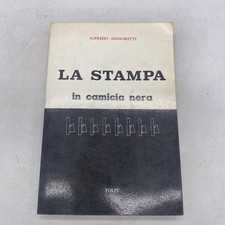 ALFREDO SIGNORETTI
LA STAMPA
in camicia nera
VOLPE